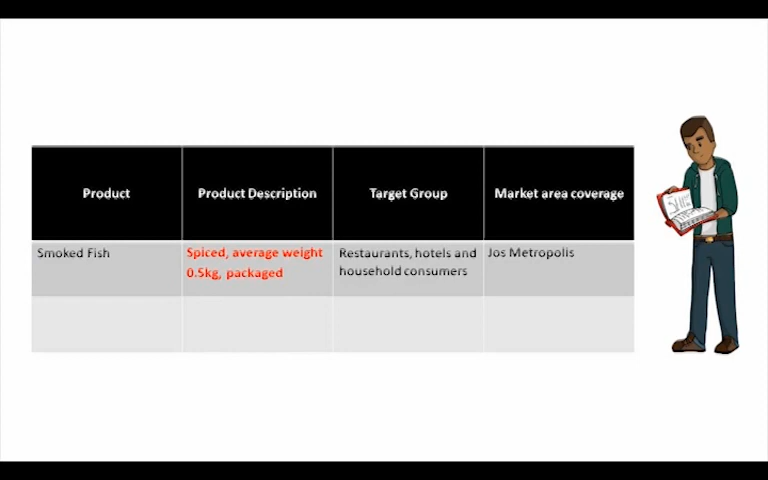 Product
Product Description
Target Group
Market area coverage
Smoked Fish
Spiced, average weight
0.5kg, packaged
Restaurants, hotels and
household consumers
Jos Metropolis